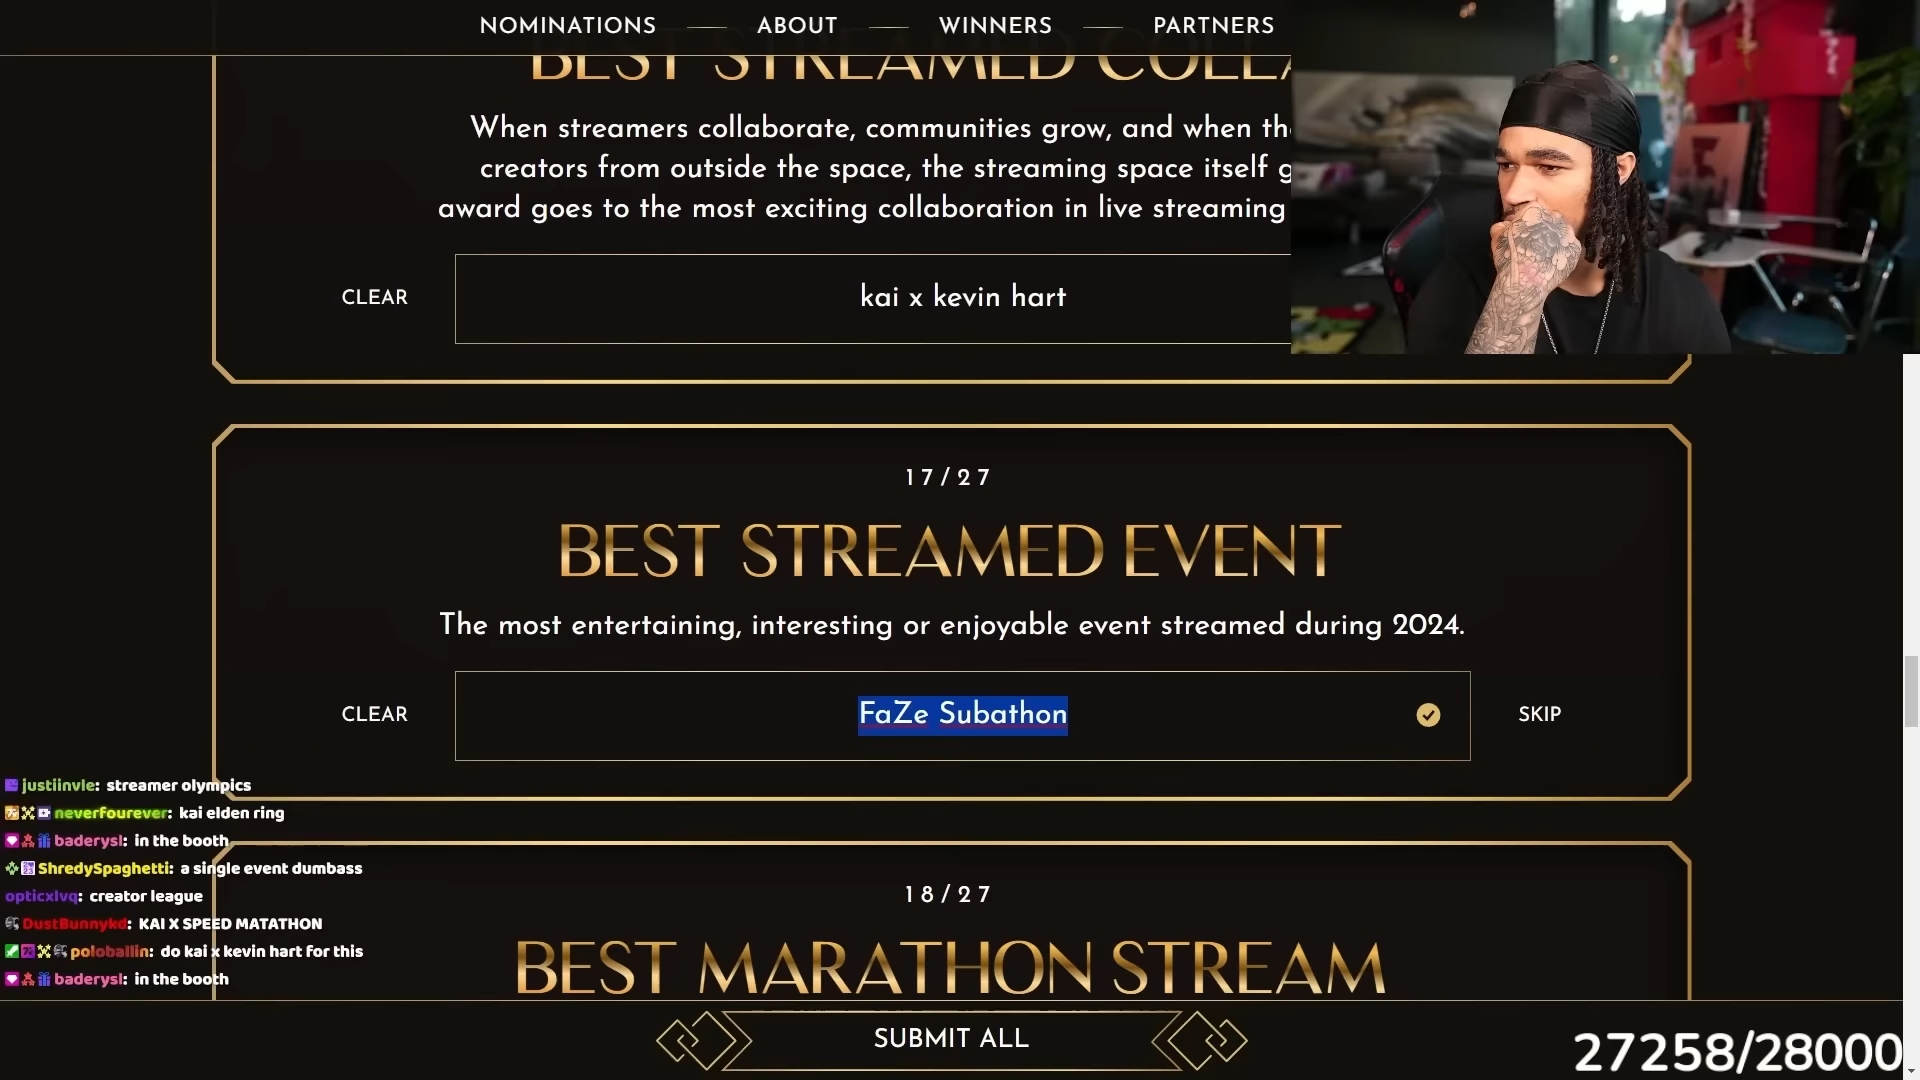 NOMINATIONS ABOUT WINNERS PARTNERS
BEST STREAMED COLLA
When streamers collaborate, communities grow, and when the
creators from outside the space, the streaming space itself g
award goes to the most exciting collaboration in live streaming
CLEAR
kai x kevin hart
17/27
BEST STREAMED EVENT
The most entertaining, interesting or enjoyable event streamed during 2024.
CLEAR
FaZe Subathon
SKIP
justiinvle: streamer olympics
neverfourever: kai elden ring
baderysl: in the booth
ShredySpaghetti: a single event dumbass
opticxlvq: creator league
DustBunnykd: KAI X SPEED MATATHON
poloballin: do kai x kevin hart for this
baderysl: in the booth
18/27
BEST MARATHON STREAM
SUBMIT ALL
27258/28000